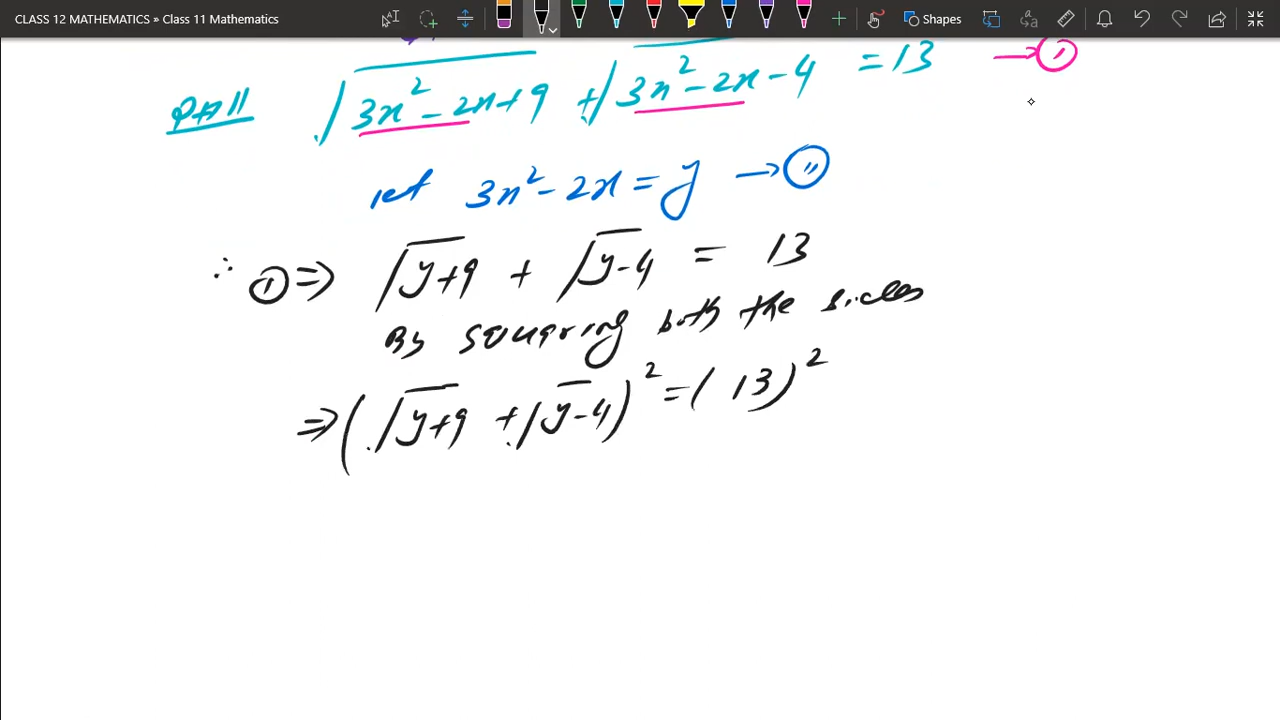 CLASS 12 MATHEMATICS » Class 11 Mathematics
Shapes
√(3x² - 2x + 9) + √(3x² - 2x - 4) = 13 → ①
let 3x² - 2x = y → ⑪
∴ ① ⇒ √(y+9) + √(y-4) = 13
By squaring both the sides
⇒ (√(y+9) + √(y-4))² = (13)²